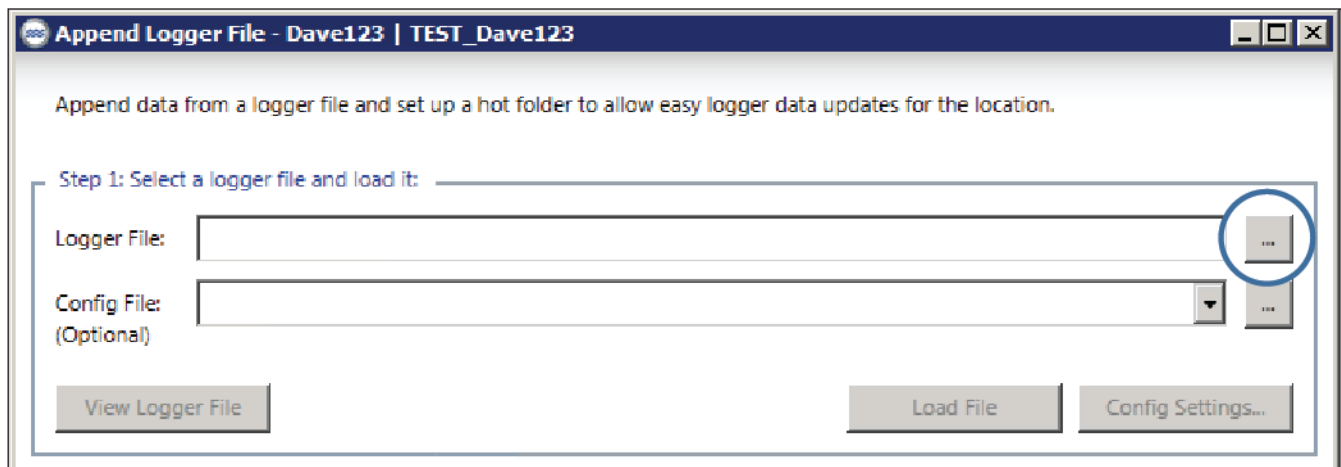 Append Logger File - Dave123 | TEST_Dave123
Append data from a logger file and set up a hot folder to allow easy logger data updates for the location.
Step 1: Select a logger file and load it:
Logger File:
...
Config File:
...
(Optional)
View Logger File
Load File
Config Settings...